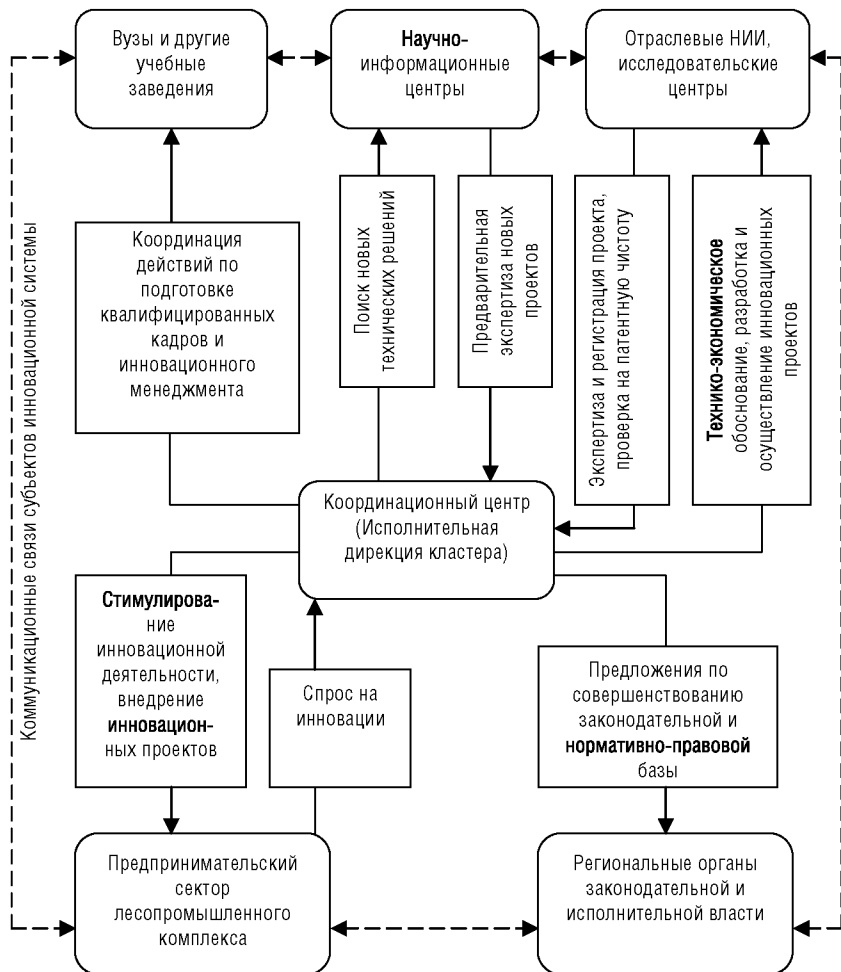 Вузы и другие
учебные
заведения
Научно-
информационные
центры
Отраслевые НИИ,
исследовательские
центры
Коммуникационные связи субъектов инновационной системы
Координация
действий по
подготовке
квалифицированных
кадров и
инновационного
менеджмента
Поиск новых
технических решений
Предварительная
экспертиза новых
проектов
Экспертиза и регистрация проекта,
проверка на патентную чистоту
Технико-экономическое
обоснование, разработка и
осуществление инновационных
проектов
Координационный центр
(Исполнительная
дирекция кластера)
Стимулирова-
ние
инновационной
деятельности,
внедрение
инновацион-
ных проектов
Спрос на
инновации
Предложения по
совершенствованию
законодательной и
нормативно-правовой
базы
Предпринимательский
сектор
лесопромышленного
комплекса
Региональные органы
законодательной и
исполнительной власти